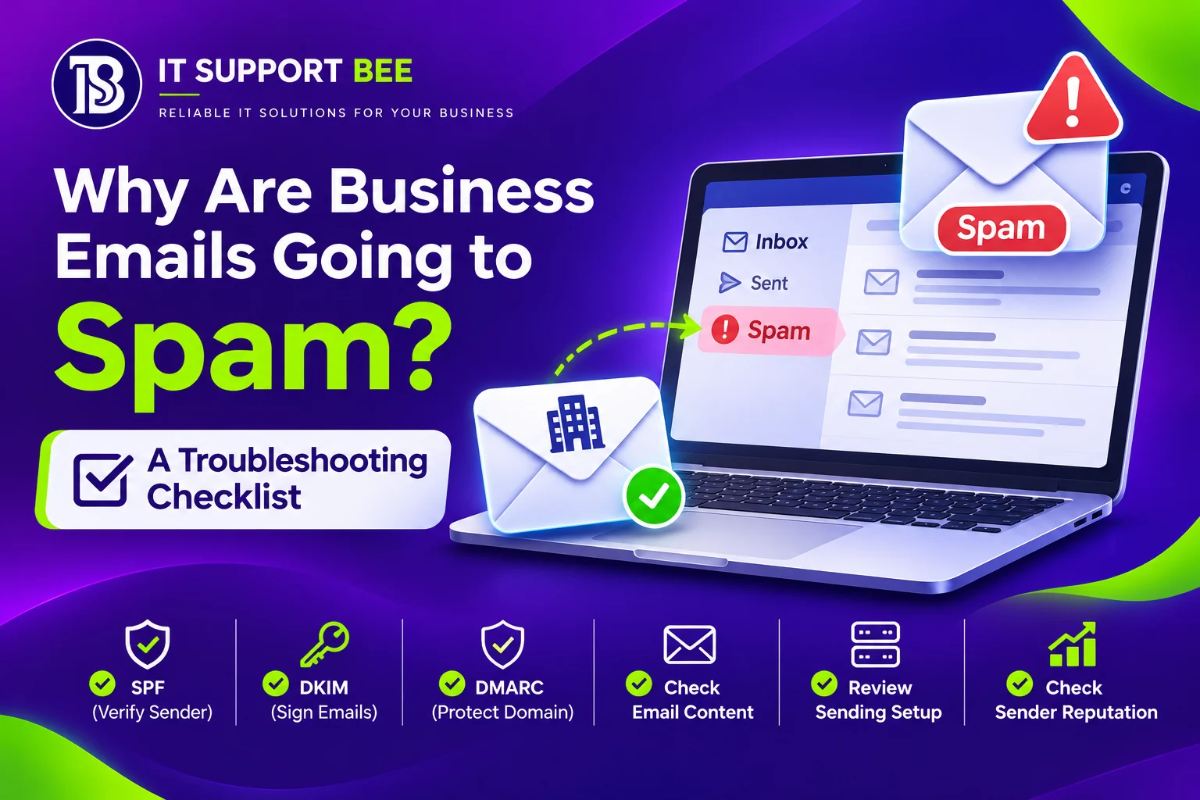 IT SUPPORT BEE
RELIABLE IT SOLUTIONS FOR YOUR BUSINESS
Why Are Business
Emails Going to
Spam?
A Troubleshooting
Checklist
Spam
Inbox
Sent
Spam
SPF
(Verify Sender)
DKIM
(Sign Emails)
DMARC
(Protect Domain)
Check
Email Content
Review
Sending Setup
Check
Sender Reputation